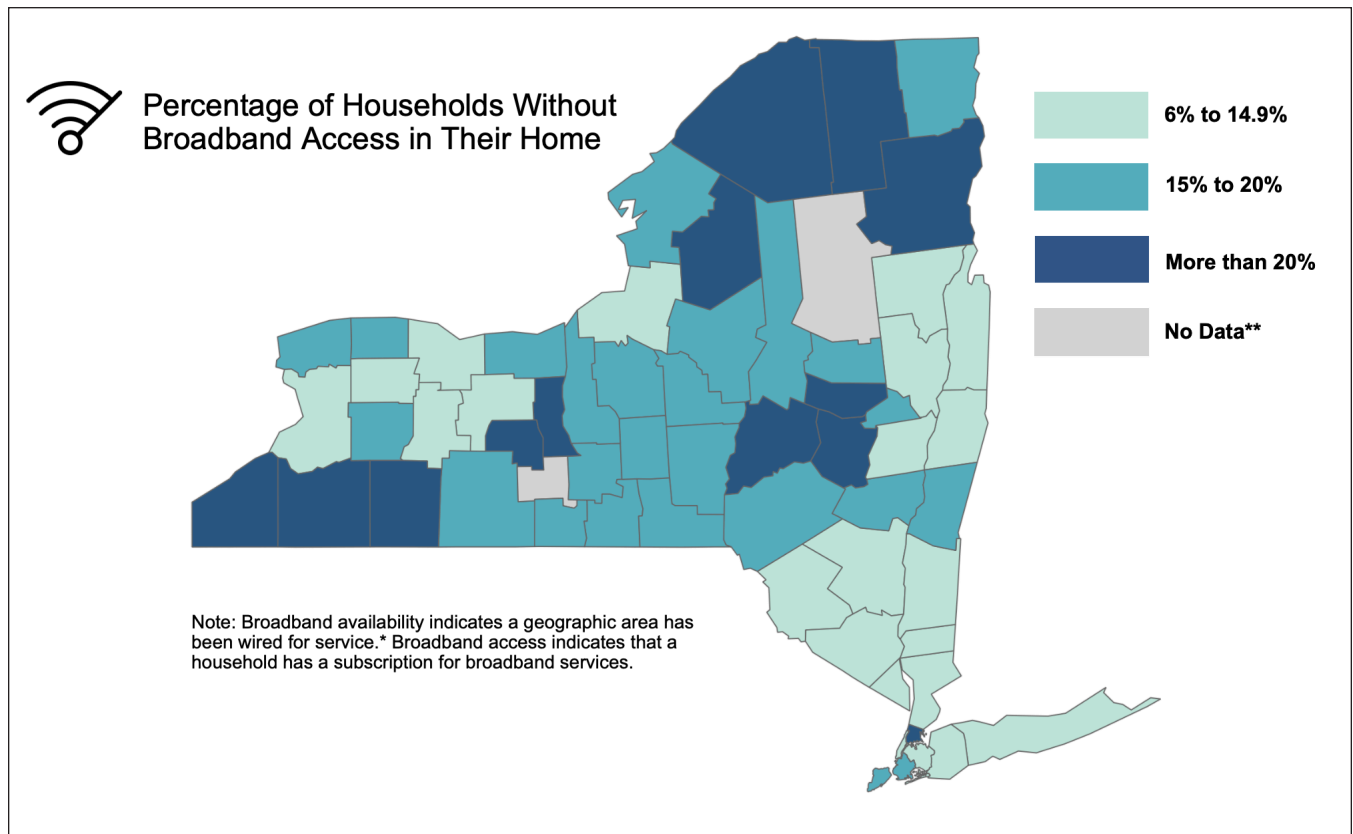 Percentage of Households Without
Broadband Access in Their Home
6% to 14.9%
15% to 20%
More than 20%
No Data**
Note: Broadband availability indicates a geographic area has
been wired for service.* Broadband access indicates that a
household has a subscription for broadband services.